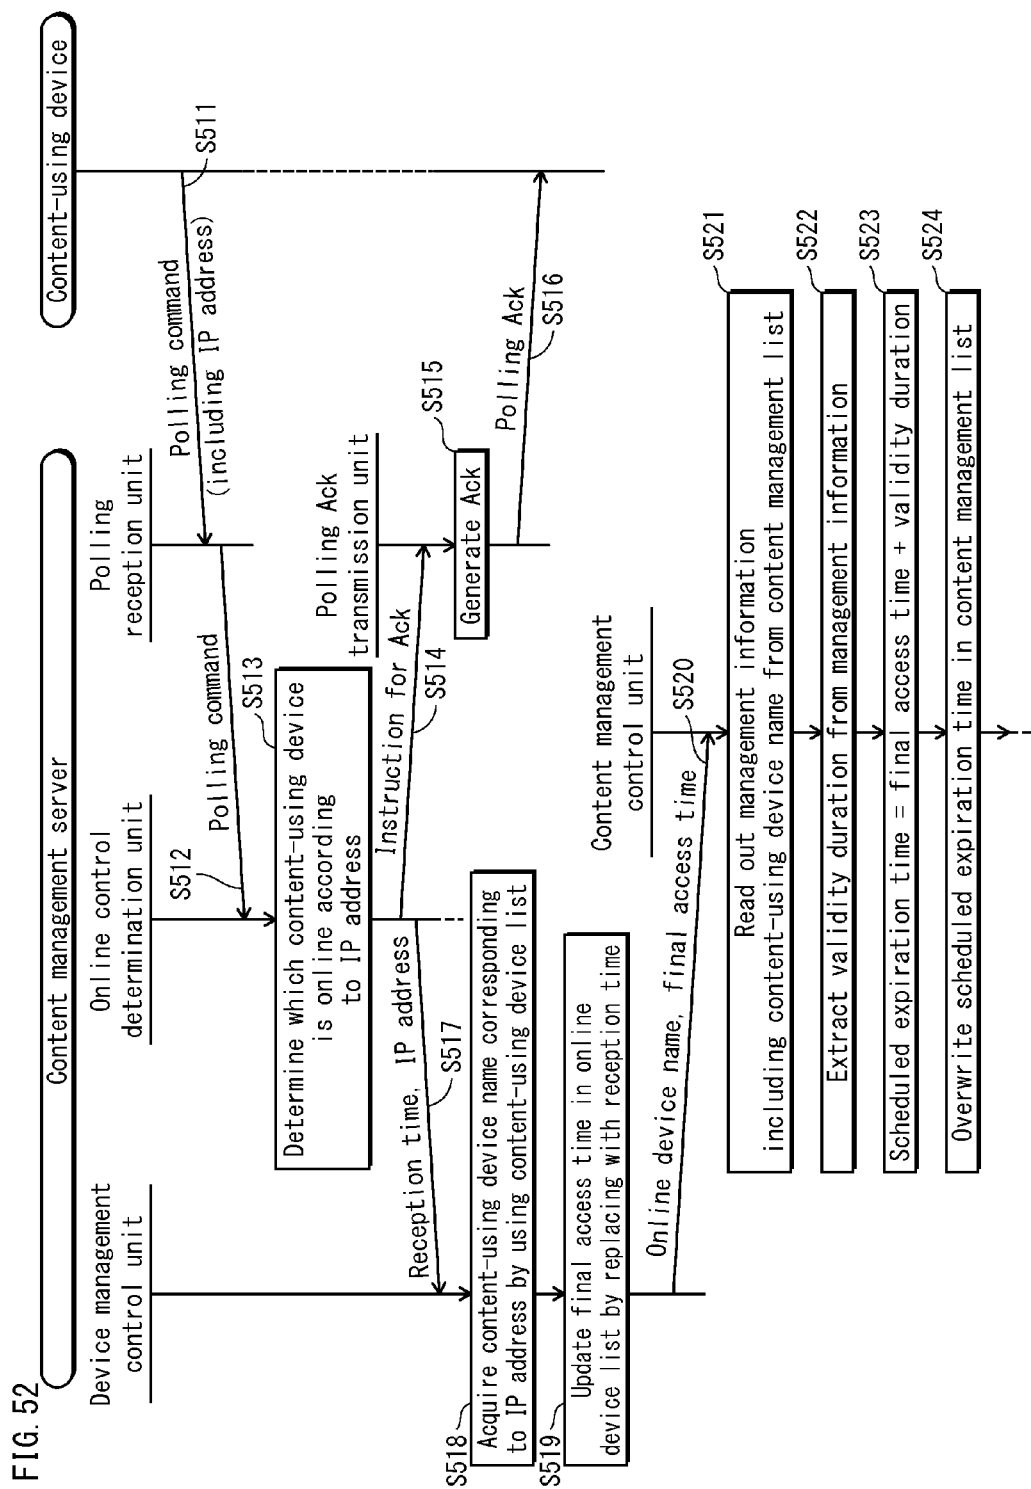 FIG. 52
Content management server
Content-using device
Device management
control unit
Online control
determination unit
Polling
reception unit
Polling command
(including IP address)
S511
Polling command
S512
S513
Determine which content-using device
is online according
to IP address
Polling Ack
transmission unit
Instruction for Ack
S514
S515
Generate Ack
Polling Ack
S516
Reception time, IP address
S517
S518
Acquire content-using device name corresponding
to IP address by using content-using device list
S519
Update final access time in online
device list by replacing with reception time
Content management
control unit
Online device name, final access time
S520
S521
Read out management information
including content-using device name from content management list
S522
Extract validity duration from management information
S523
Scheduled expiration time = final access time + validity duration
S524
Overwrite scheduled expiration time in content management list